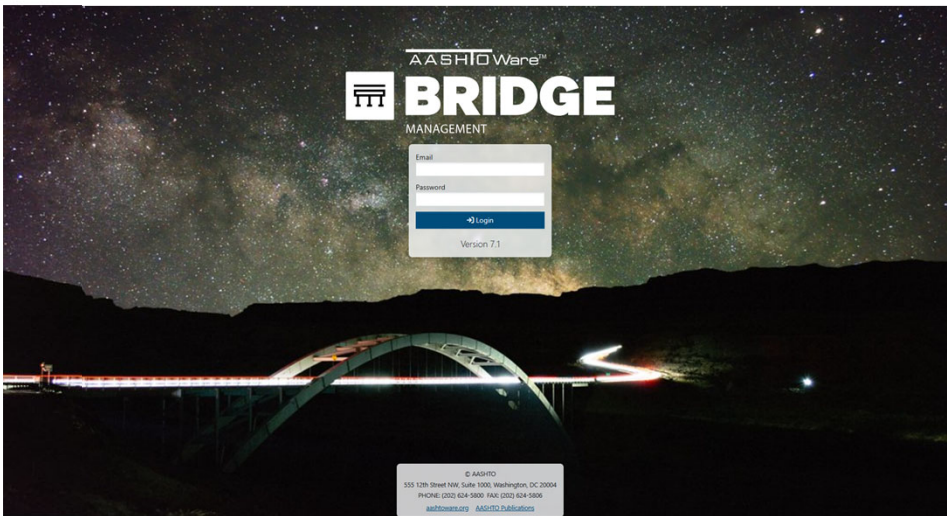 AASHTOWare™
BRIDGE
MANAGEMENT
Email
Password
Login
Version 7.1
© AASHTO
555 12th Street NW, Suite 1000, Washington, DC 20004
PHONE: (202) 624-5800 FAX: (202) 624-5806
aashtoware.org AASHTO Publications